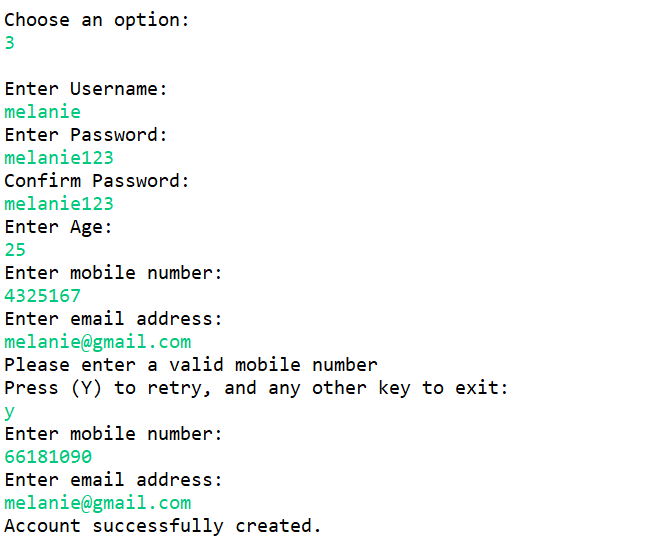 Choose an option:
3
Enter Username:
melanie
Enter Password:
melanie123
Confirm Password:
melanie123
Enter Age:
25
Enter mobile number:
4325167
Enter email address:
melanie@gmail.com
Please enter a valid mobile number
Press (Y) to retry, and any other key to exit:
y
Enter mobile number:
66181090
Enter email address:
melanie@gmail.com
Account successfully created.